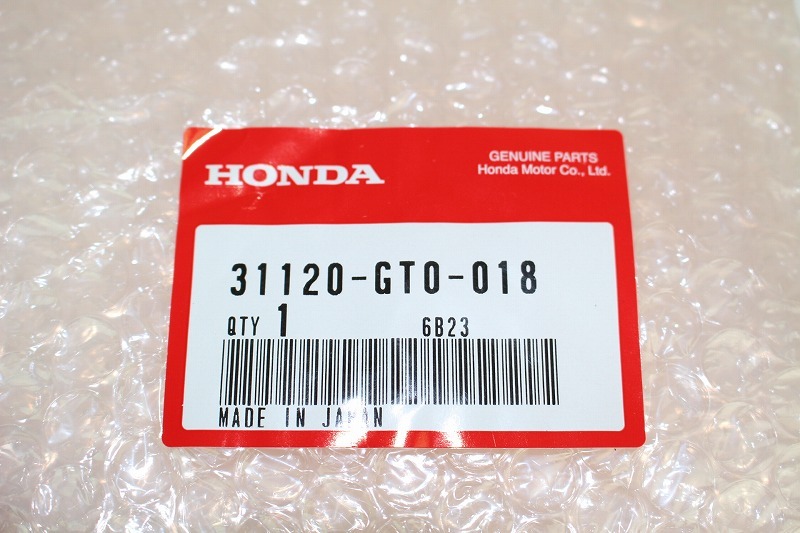 HONDA
GENUINE PARTS
Honda Motor Co., Ltd.
31120-GT0-018
QTY 1 6B23
MADE IN JAPAN